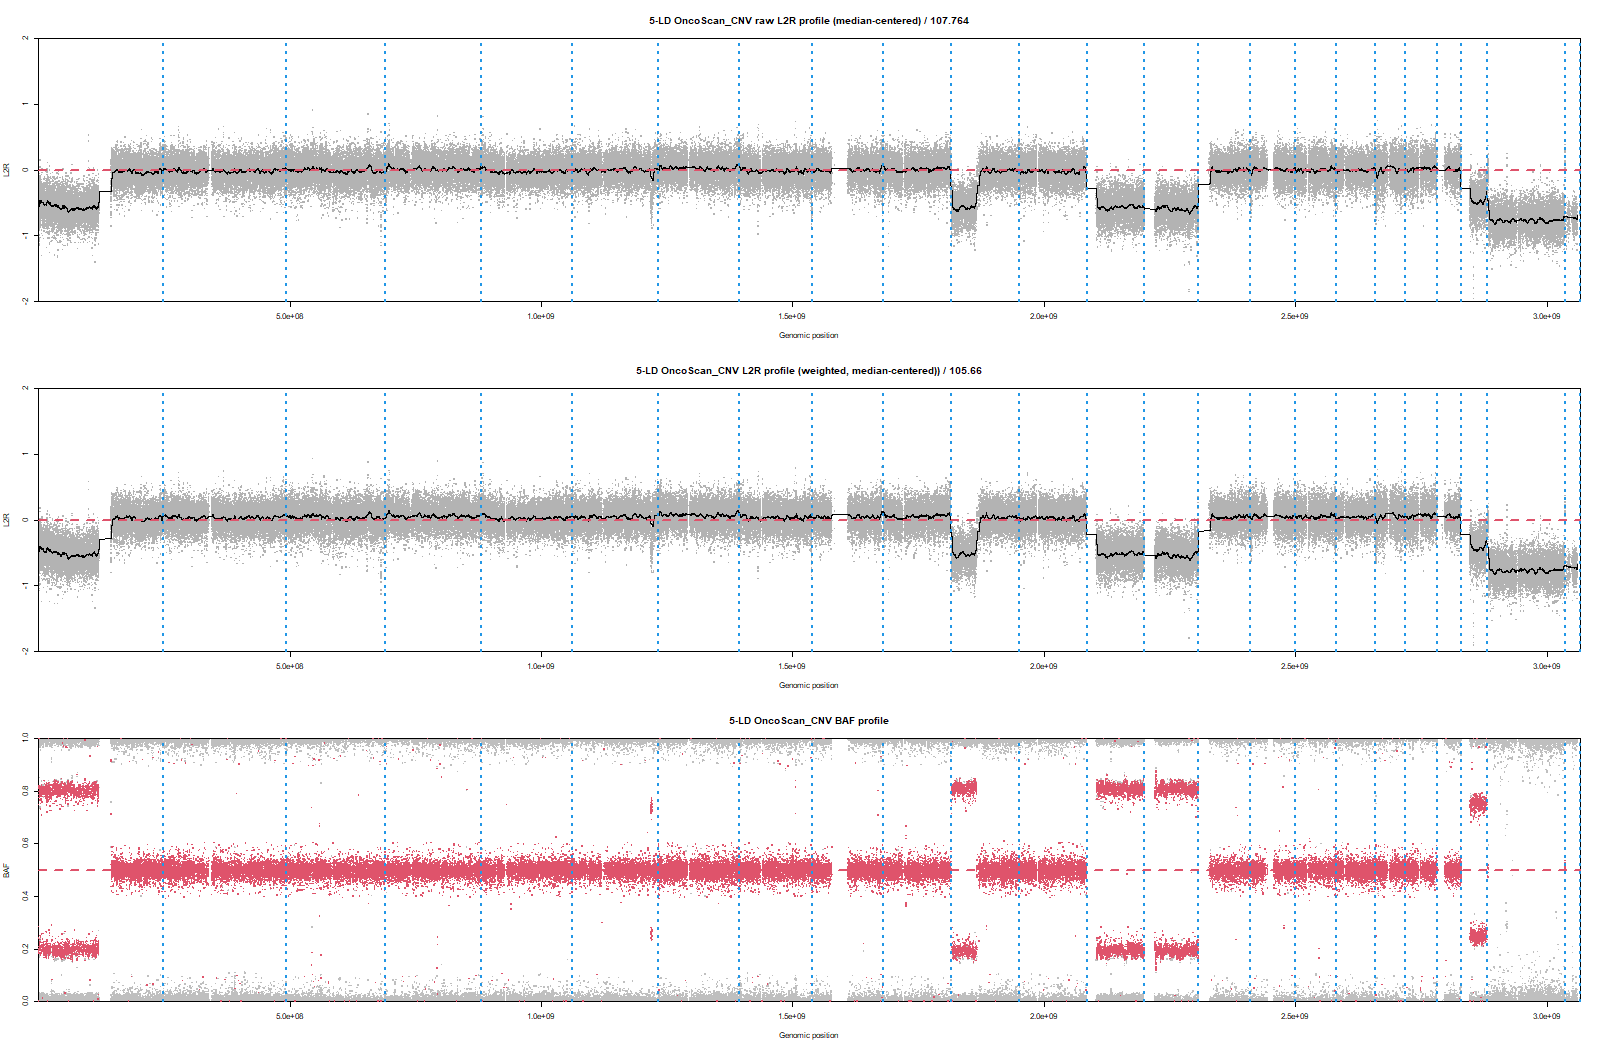 5-LD OncoScan_CNV raw L2R profile (median-centered) / 107.764
2
1
0
-1
-2
L2R
5.0e+08 1.0e+09 1.5e+09 2.0e+09 2.5e+09 3.0e+09
Genomic position
5-LD OncoScan_CNV L2R profile (weighted, median-centered)) / 105.66
2
1
0
-1
-2
L2R
5.0e+08 1.0e+09 1.5e+09 2.0e+09 2.5e+09 3.0e+09
Genomic position
5-LD OncoScan_CNV BAF profile
1.0
0.8
0.6
0.4
0.2
0.0
BAF
5.0e+08 1.0e+09 1.5e+09 2.0e+09 2.5e+09 3.0e+09
Genomic position